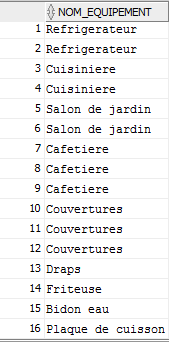 NOM_EQUIPEMENT
1 Refrigerateur
2 Refrigerateur
3 Cuisiniere
4 Cuisiniere
5 Salon de jardin
6 Salon de jardin
7 Cafetiere
8 Cafetiere
9 Cafetiere
10 Couvertures
11 Couvertures
12 Couvertures
13 Draps
14 Friteuse
15 Bidon eau
16 Plaque de cuisson